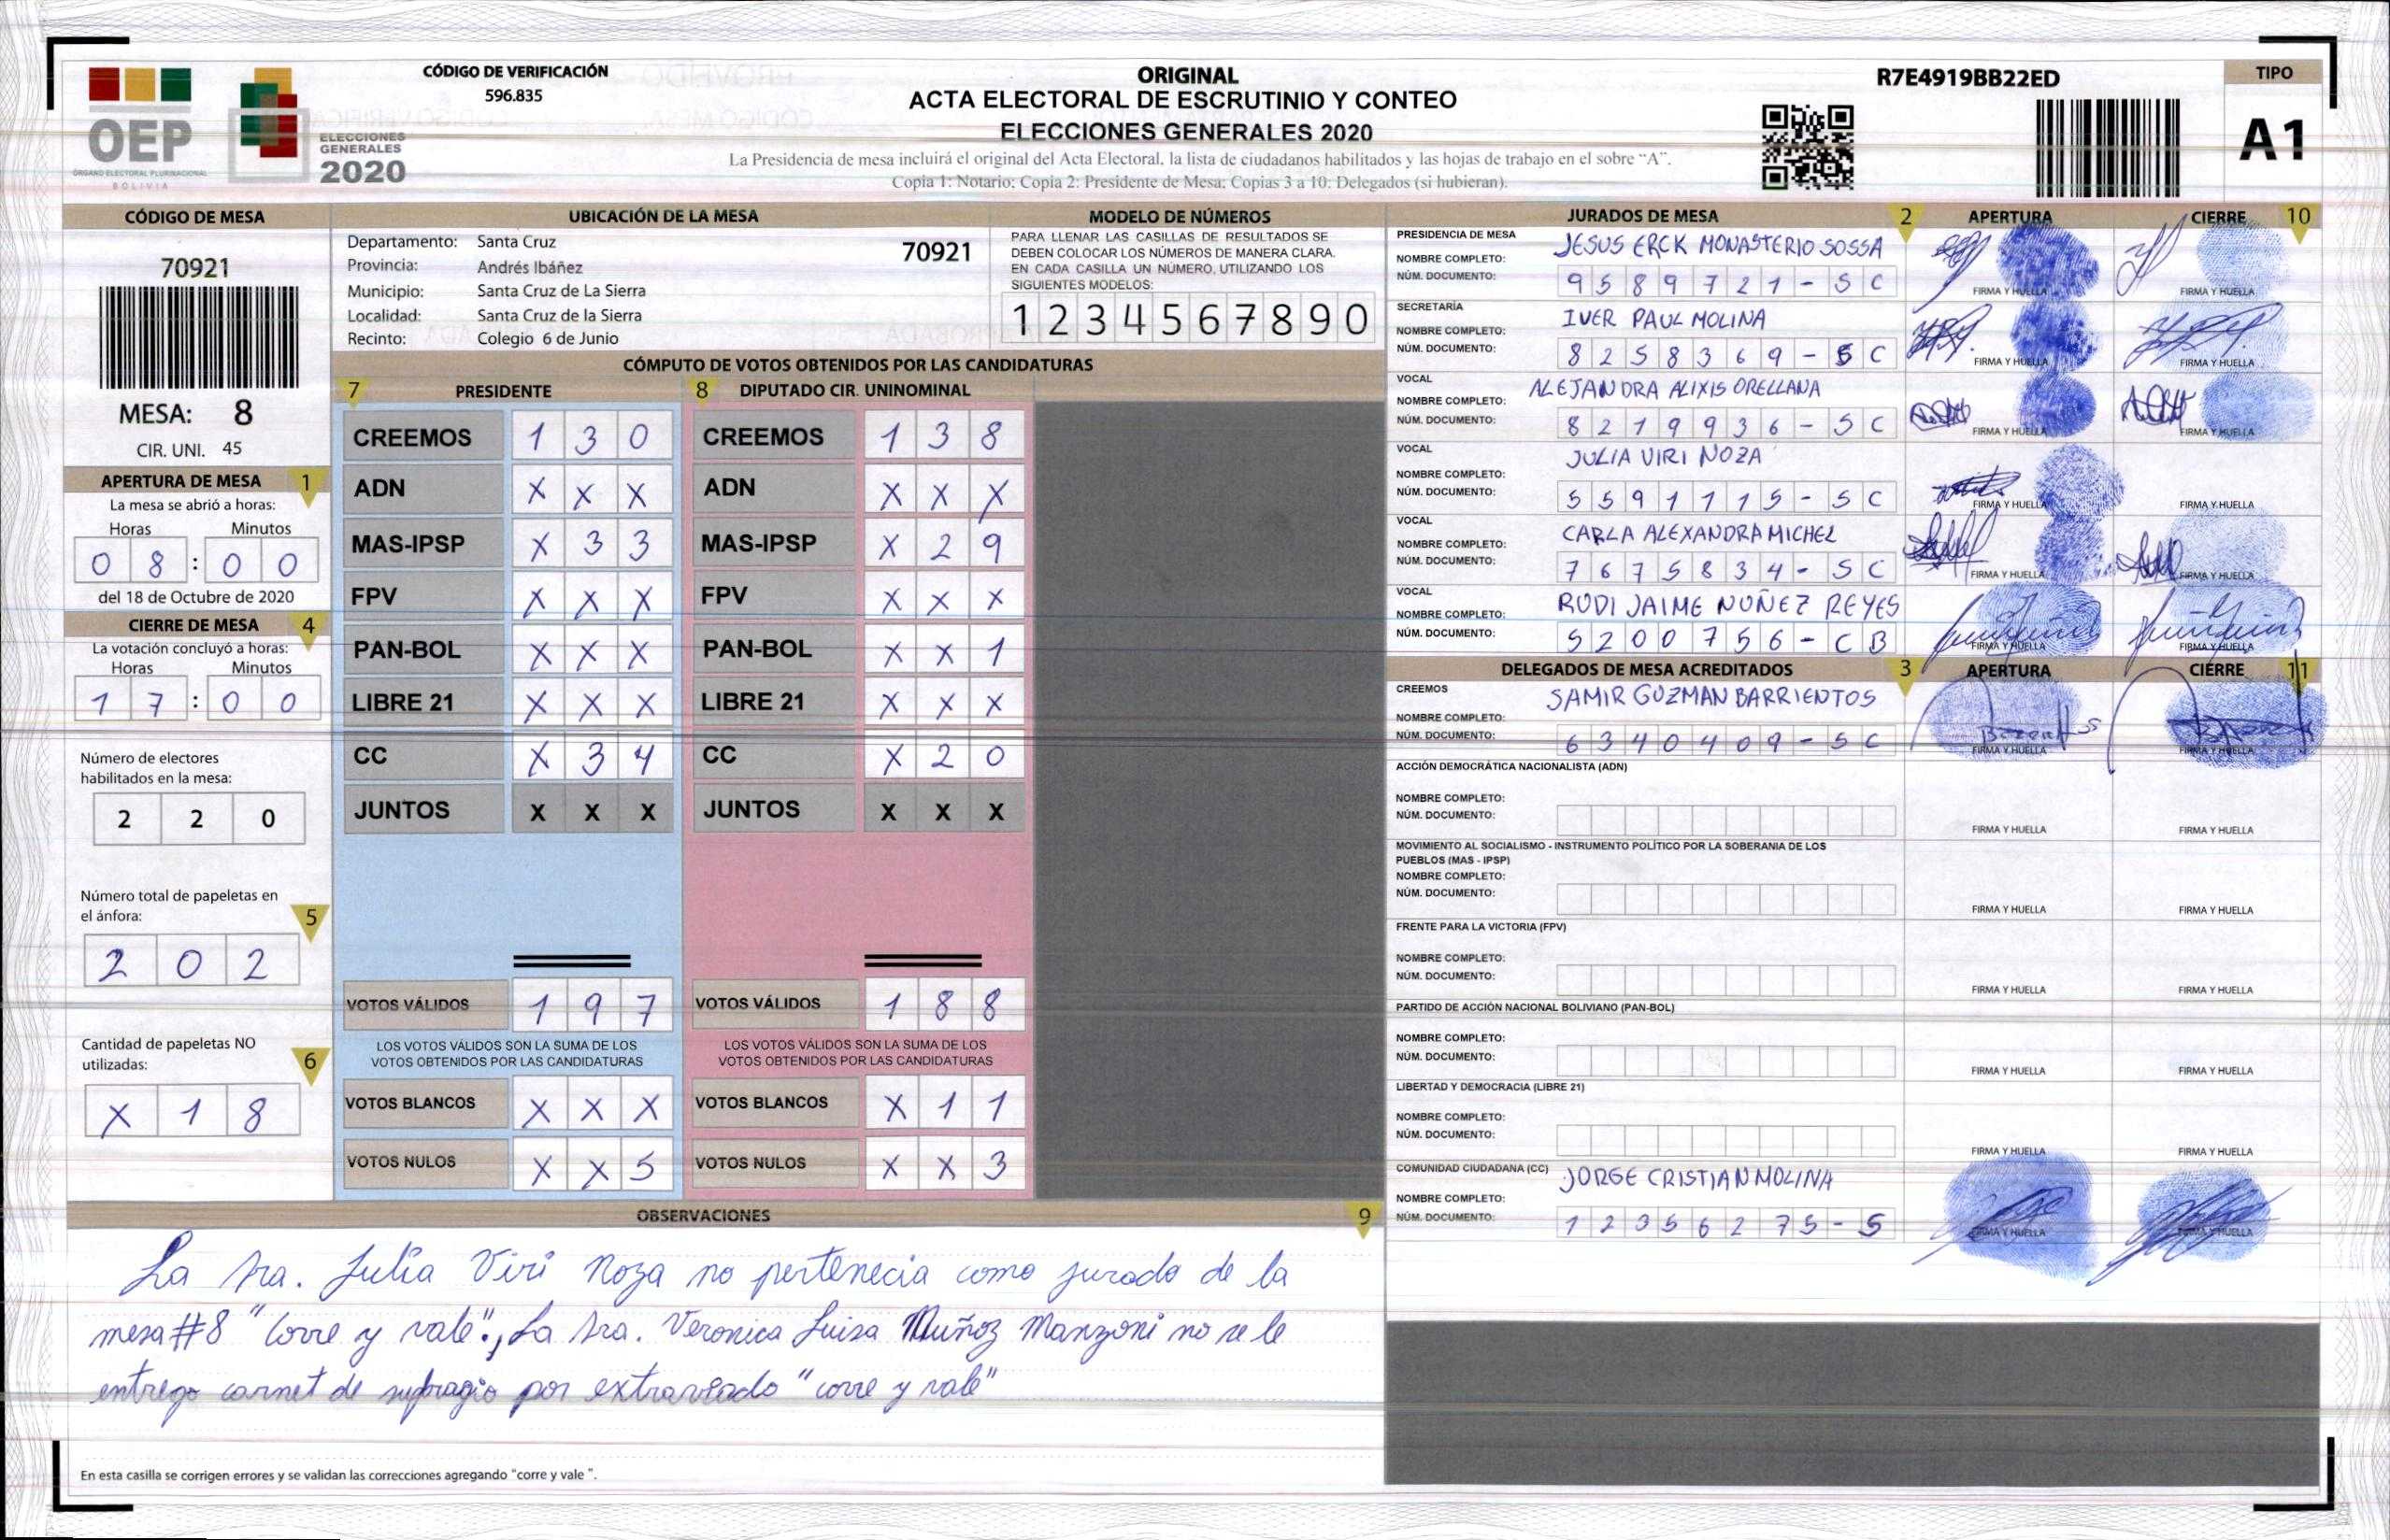 OEP
ÓRGANO ELECTORAL PLURINACIONAL
BOLIVIA
ELECCIONES
GENERALES
2020
CÓDIGO DE VERIFICACIÓN
596.835
ORIGINAL
ACTA ELECTORAL DE ESCRUTINIO Y CONTEO
ELECCIONES GENERALES 2020
La Presidencia de mesa incluirá el original del Acta Electoral, la lista de ciudadanos habilitados y las hojas de trabajo en el sobre "A".
Copia 1: Notario; Copia 2: Presidente de Mesa; Copias 3 a 10: Delegados (si hubieran).
R7E4919BB22ED
TIPO
A1
CÓDIGO DE MESA
70921
MESA: 8
CIR. UNI. 45
APERTURA DE MESA 1
La mesa se abrió a horas:
Horas Minutos
0 8 : 0 0
del 18 de Octubre de 2020
CIERRE DE MESA 4
La votación concluyó a horas:
Horas Minutos
1 7 : 0 0
Número de electores
habilitados en la mesa:
2 2 0
Número total de papeletas en
el ánfora: 5
2 0 2
Cantidad de papeletas NO
utilizadas: 6
X 1 8
UBICACIÓN DE LA MESA
Departamento: Santa Cruz
70921
Provincia: Andrés Ibáñez
Municipio: Santa Cruz de La Sierra
Localidad: Santa Cruz de la Sierra
Recinto: Colegio 6 de Junio
MODELO DE NÚMEROS
PARA LLENAR LAS CASILLAS DE RESULTADOS SE
DEBEN COLOCAR LOS NÚMEROS DE MANERA CLARA.
EN CADA CASILLA UN NÚMERO, UTILIZANDO LOS
SIGUIENTES MODELOS:
1 2 3 4 5 6 7 8 9 0
CÓMPUTO DE VOTOS OBTENIDOS POR LAS CANDIDATURAS
7 PRESIDENTE
CREEMOS 1 3 0
ADN X X X
MAS-IPSP X 3 3
FPV X X X
PAN-BOL X X X
LIBRE 21 X X X
CC X 3 4
JUNTOS X X X
VOTOS VÁLIDOS 1 9 7
LOS VOTOS VÁLIDOS SON LA SUMA DE LOS
VOTOS OBTENIDOS POR LAS CANDIDATURAS
VOTOS BLANCOS X X X
VOTOS NULOS X X 5
8 DIPUTADO CIR. UNINOMINAL
CREEMOS 1 3 8
ADN X X X
MAS-IPSP X 2 9
FPV X X X
PAN-BOL X X 1
LIBRE 21 X X X
CC X 2 0
JUNTOS X X X
VOTOS VÁLIDOS 1 8 8
LOS VOTOS VÁLIDOS SON LA SUMA DE LOS
VOTOS OBTENIDOS POR LAS CANDIDATURAS
VOTOS BLANCOS X 1 1
VOTOS NULOS X X 3
OBSERVACIONES 9
La Sra. Julia Viri Noza no pertenecia como jurado de la
mesa #8 "corre y vale"., La Sra. Veronica Luisa Muñoz Manzoni no se le
entrego carnet de sufragio por extraviado "corre y vale"
En esta casilla se corrigen errores y se validan las correcciones agregando "corre y vale ".
JURADOS DE MESA 2 APERTURA CIERRE 10
PRESIDENCIA DE MESA
NOMBRE COMPLETO: JESUS ERCK MONASTERIO SOSSA
NÚM. DOCUMENTO: 9 5 8 9 7 2 1 - S C
FIRMA Y HUELLA FIRMA Y HUELLA
SECRETARÍA
NOMBRE COMPLETO: IVER PAUL MOLINA
NÚM. DOCUMENTO: 8 2 5 8 3 6 9 - S C
FIRMA Y HUELLA FIRMA Y HUELLA
VOCAL
NOMBRE COMPLETO: ALEJANDRA ALIXIS ORELLANA
NÚM. DOCUMENTO: 8 2 1 9 9 3 6 - S C
FIRMA Y HUELLA FIRMA Y HUELLA
VOCAL
NOMBRE COMPLETO: JULIA VIRI NOZA
NÚM. DOCUMENTO: 5 5 9 1 1 1 5 - S C
FIRMA Y HUELLA FIRMA Y HUELLA
VOCAL
NOMBRE COMPLETO: CARLA ALEXANDRA MICHEL
NÚM. DOCUMENTO: 7 6 7 5 8 3 4 - S C
FIRMA Y HUELLA FIRMA Y HUELLA
VOCAL
NOMBRE COMPLETO: RUDI JAIME NUÑEZ REYES
NÚM. DOCUMENTO: 5 2 0 0 7 5 6 - C B
FIRMA Y HUELLA FIRMA Y HUELLA
DELEGADOS DE MESA ACREDITADOS 3 APERTURA CIERRE 11
CREEMOS
NOMBRE COMPLETO: SAMIR GUZMAN BARRIENTOS
NÚM. DOCUMENTO: 6 3 4 0 4 0 9 - S C
FIRMA Y HUELLA FIRMA Y HUELLA
ACCIÓN DEMOCRÁTICA NACIONALISTA (ADN)
NOMBRE COMPLETO:
NÚM. DOCUMENTO:
FIRMA Y HUELLA FIRMA Y HUELLA
MOVIMIENTO AL SOCIALISMO - INSTRUMENTO POLÍTICO POR LA SOBERANIA DE LOS
PUEBLOS (MAS - IPSP)
NOMBRE COMPLETO:
NÚM. DOCUMENTO:
FIRMA Y HUELLA FIRMA Y HUELLA
FRENTE PARA LA VICTORIA (FPV)
NOMBRE COMPLETO:
NÚM. DOCUMENTO:
FIRMA Y HUELLA FIRMA Y HUELLA
PARTIDO DE ACCIÓN NACIONAL BOLIVIANO (PAN-BOL)
NOMBRE COMPLETO:
NÚM. DOCUMENTO:
FIRMA Y HUELLA FIRMA Y HUELLA
LIBERTAD Y DEMOCRACIA (LIBRE 21)
NOMBRE COMPLETO:
NÚM. DOCUMENTO:
FIRMA Y HUELLA FIRMA Y HUELLA
COMUNIDAD CIUDADANA (CC)
NOMBRE COMPLETO: JORGE CRISTIAN MOLINA
NÚM. DOCUMENTO: 1 2 3 5 6 2 7 5 - S
FIRMA Y HUELLA FIRMA Y HUELLA